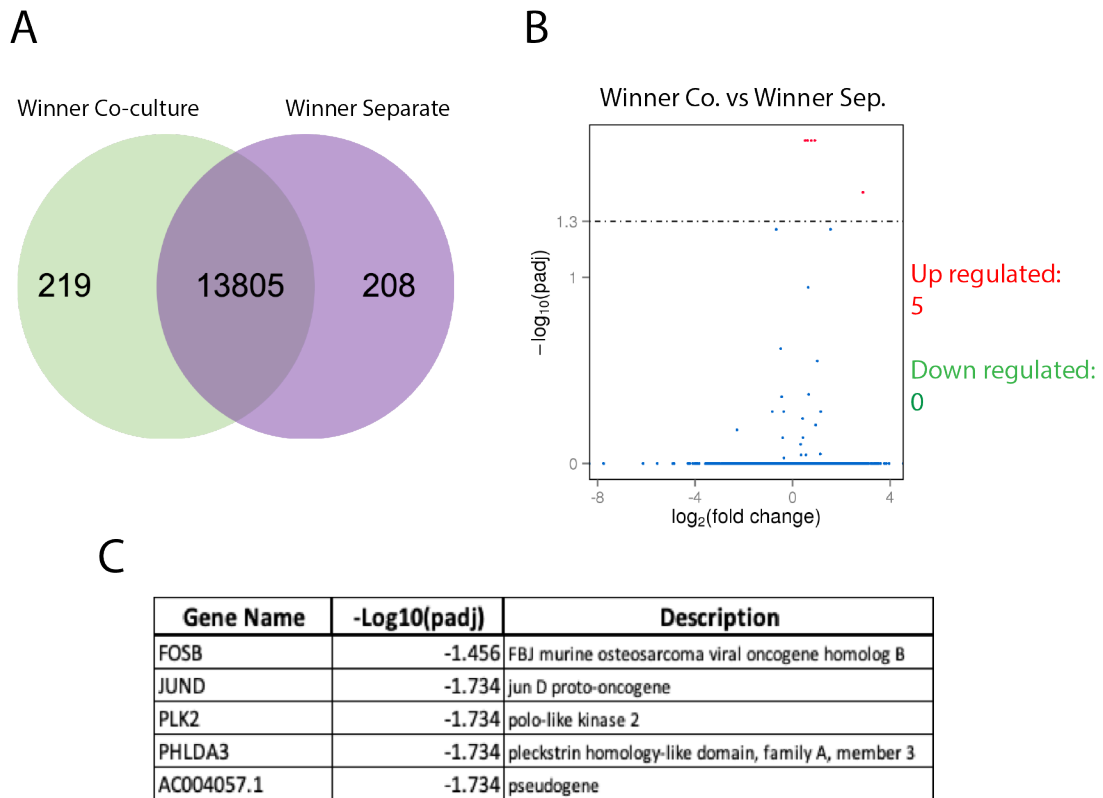 A
Winner Co-culture
Winner Separate
219
13805
208
B
Winner Co. vs Winner Sep.
−log10(padj)
1.3
1
0
-8
-4
0
4
log2(fold change)
Up regulated:
5
Down regulated:
0
C
Gene Name -Log10(padj) Description
FOSB -1.456 FBJ murine osteosarcoma viral oncogene homolog B
JUND -1.734 jun D proto-oncogene
PLK2 -1.734 polo-like kinase 2
PHLDA3 -1.734 pleckstrin homology-like domain, family A, member 3
AC004057.1 -1.734 pseudogene